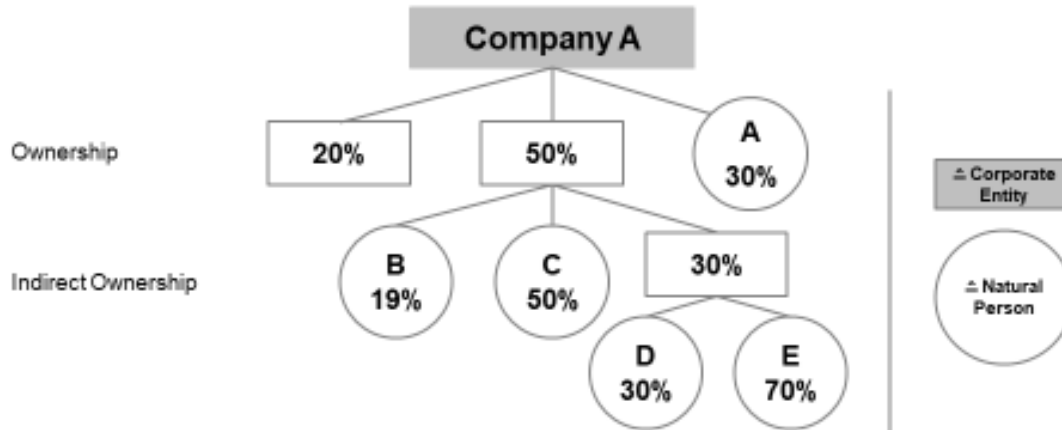 Company A
Ownership
20%
50%
A
30%
≙ Corporate
Entity
Indirect Ownership
B
19%
C
50%
30%
≙ Natural
Person
D
30%
E
70%